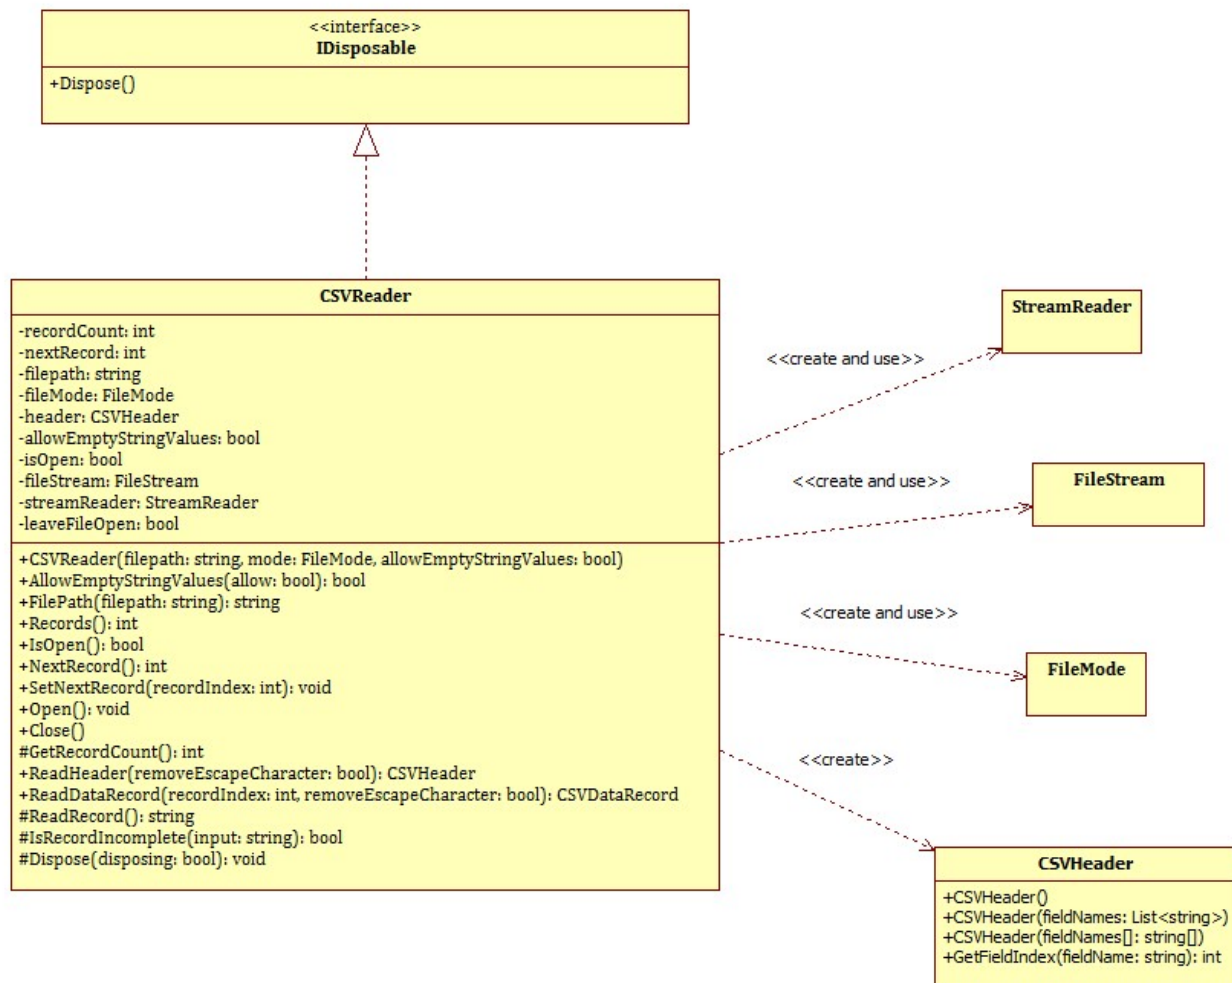 <<interface>>
IDisposable
+Dispose()
CSVReader
-recordCount: int
-nextRecord: int
-filepath: string
-fileMode: FileMode
-header: CSVHeader
-allowEmptyStringValues: bool
-isOpen: bool
-fileStream: FileStream
-streamReader: StreamReader
-leaveFileOpen: bool
+CSVReader(filepath: string, mode: FileMode, allowEmptyStringValues: bool)
+AllowEmptyStringValues(allow: bool): bool
+FilePath(filepath: string): string
+Records(): int
+IsOpen(): bool
+NextRecord(): int
+SetNextRecord(recordIndex: int): void
+Open(): void
+Close()
#GetRecordCount(): int
+ReadHeader(removeEscapeCharacter: bool): CSVHeader
+ReadDataRecord(recordIndex: int, removeEscapeCharacter: bool): CSVDataRecord
#ReadRecord(): string
#IsRecordIncomplete(input: string): bool
#Dispose(disposing: bool): void
<<create and use>>
StreamReader
<<create and use>>
FileStream
<<create and use>>
FileMode
<<create>>
CSVHeader
+CSVHeader()
+CSVHeader(fieldNames: List<string>)
+CSVHeader(fieldNames[]: string[])
+GetFieldIndex(fieldName: string): int